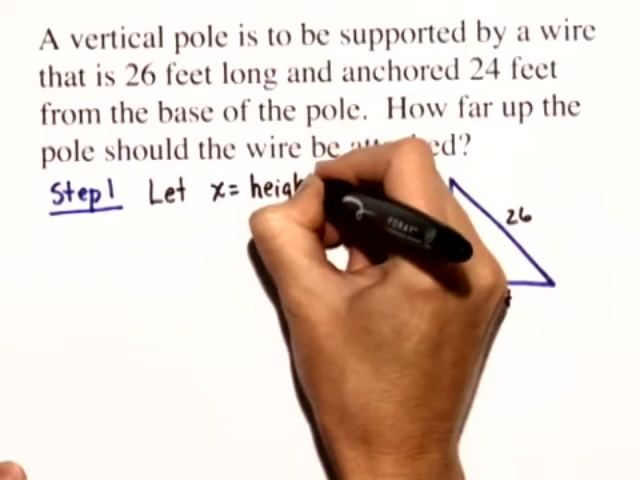 A vertical pole is to be supported by a wire
that is 26 feet long and anchored 24 feet
from the base of the pole. How far up the
pole should the wire be
Step 1 Let x =
26
FORAY